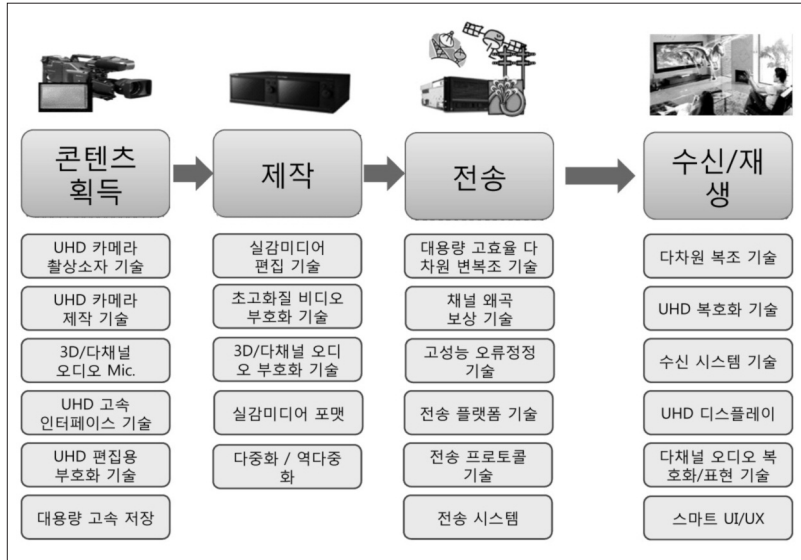 콘텐츠
획득
제작
전송
수신/재
생
UHD 카메라
촬상소자 기술
UHD 카메라
제작 기술
3D/다채널
오디오 Mic.
UHD 고속
인터페이스 기술
UHD 편집용
부호화 기술
대용량 고속 저장
실감미디어
편집 기술
초고화질 비디오
부호화 기술
3D/다채널 오디
오 부호화 기술
실감미디어 포맷
다중화 / 역다중
화
대용량 고효율 다
차원 변복조 기술
채널 왜곡
보상 기술
고성능 오류정정
기술
전송 플랫폼 기술
전송 프로토콜
기술
전송 시스템
다차원 복조 기술
UHD 복호화 기술
수신 시스템 기술
UHD 디스플레이
다채널 오디오 복
호화/표현 기술
스마트 UI/UX